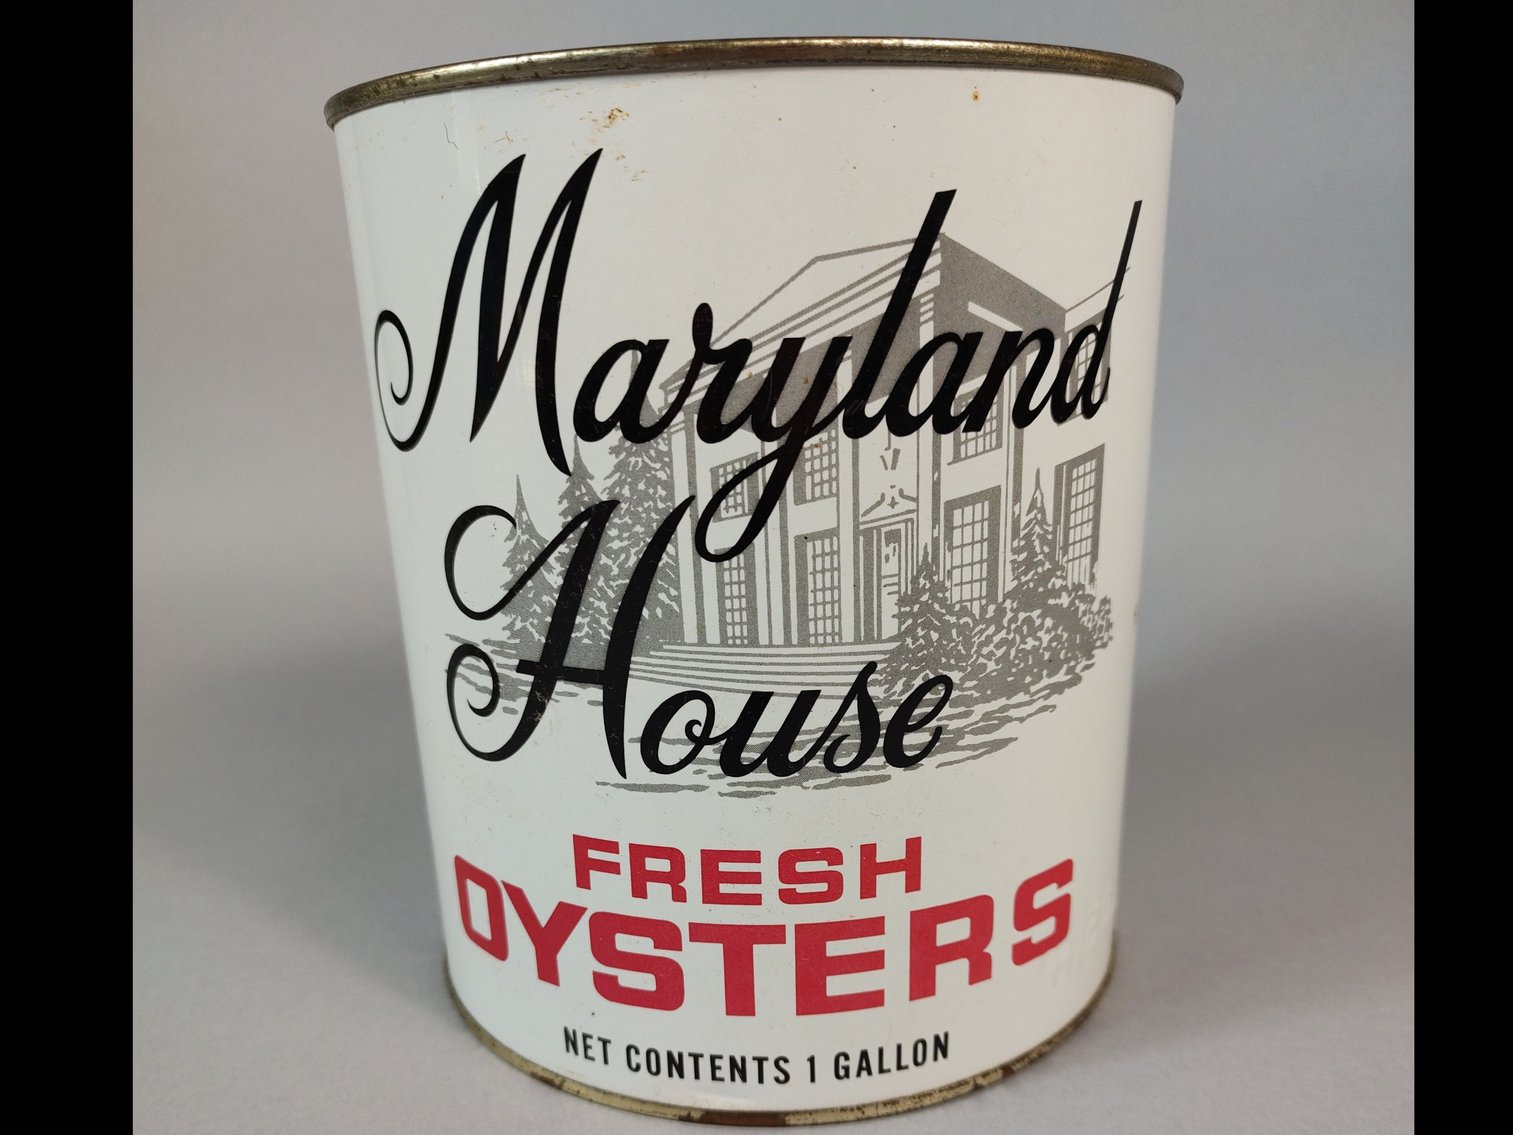 Maryland
House
FRESH
OYSTERS
NET CONTENTS 1 GALLON